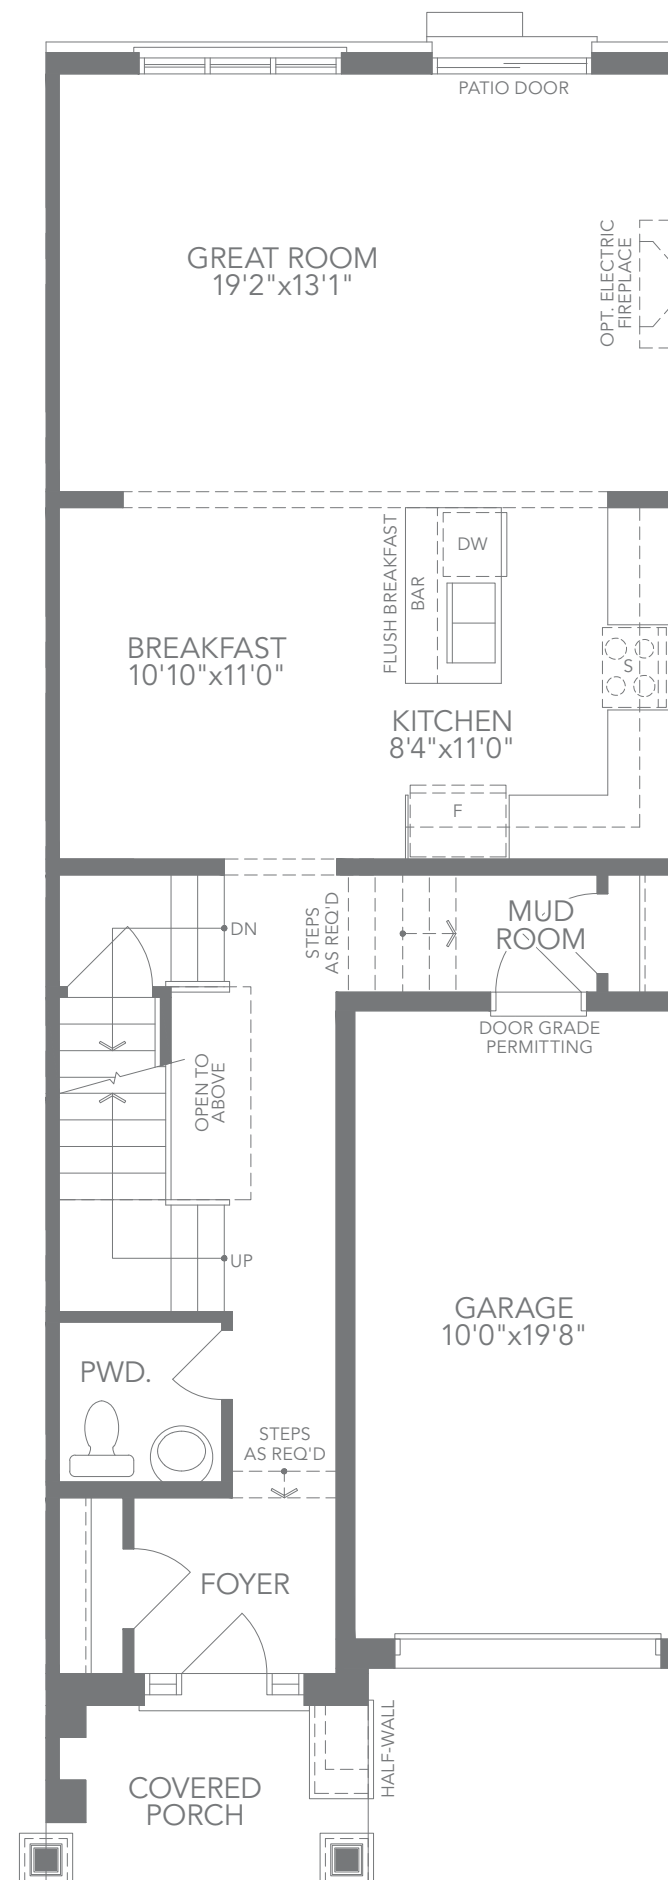 PATIO DOOR
GREAT ROOM
19'2"x13'1"
OPT. ELECTRIC
FIREPLACE
FLUSH BREAKFAST
BAR
DW
BREAKFAST
10'10"x11'0"
S
KITCHEN
8'4"x11'0"
F
DN
STEPS
AS REQ'D
MUD
ROOM
DOOR GRADE
PERMITTING
OPEN TO
ABOVE
UP
GARAGE
10'0"x19'8"
PWD.
STEPS
AS REQ'D
FOYER
HALF-WALL
COVERED
PORCH